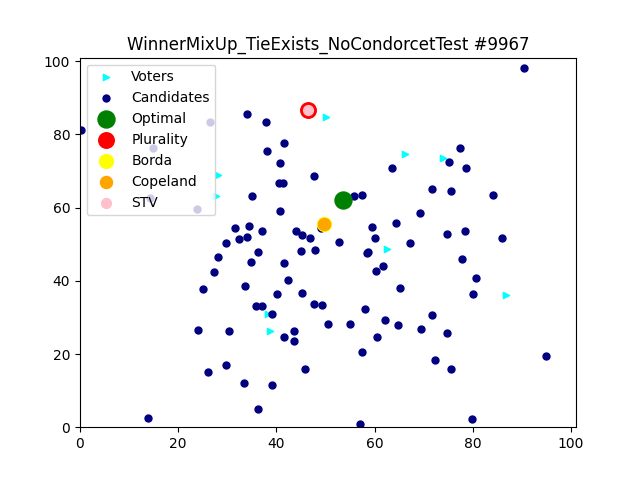 WinnerMixUp_TieExists_NoCondorcetTest #9967
100
80
60
40
20
0
0 20 40 60 80 100
Voters
Candidates
Optimal
Plurality
Borda
Copeland
STV